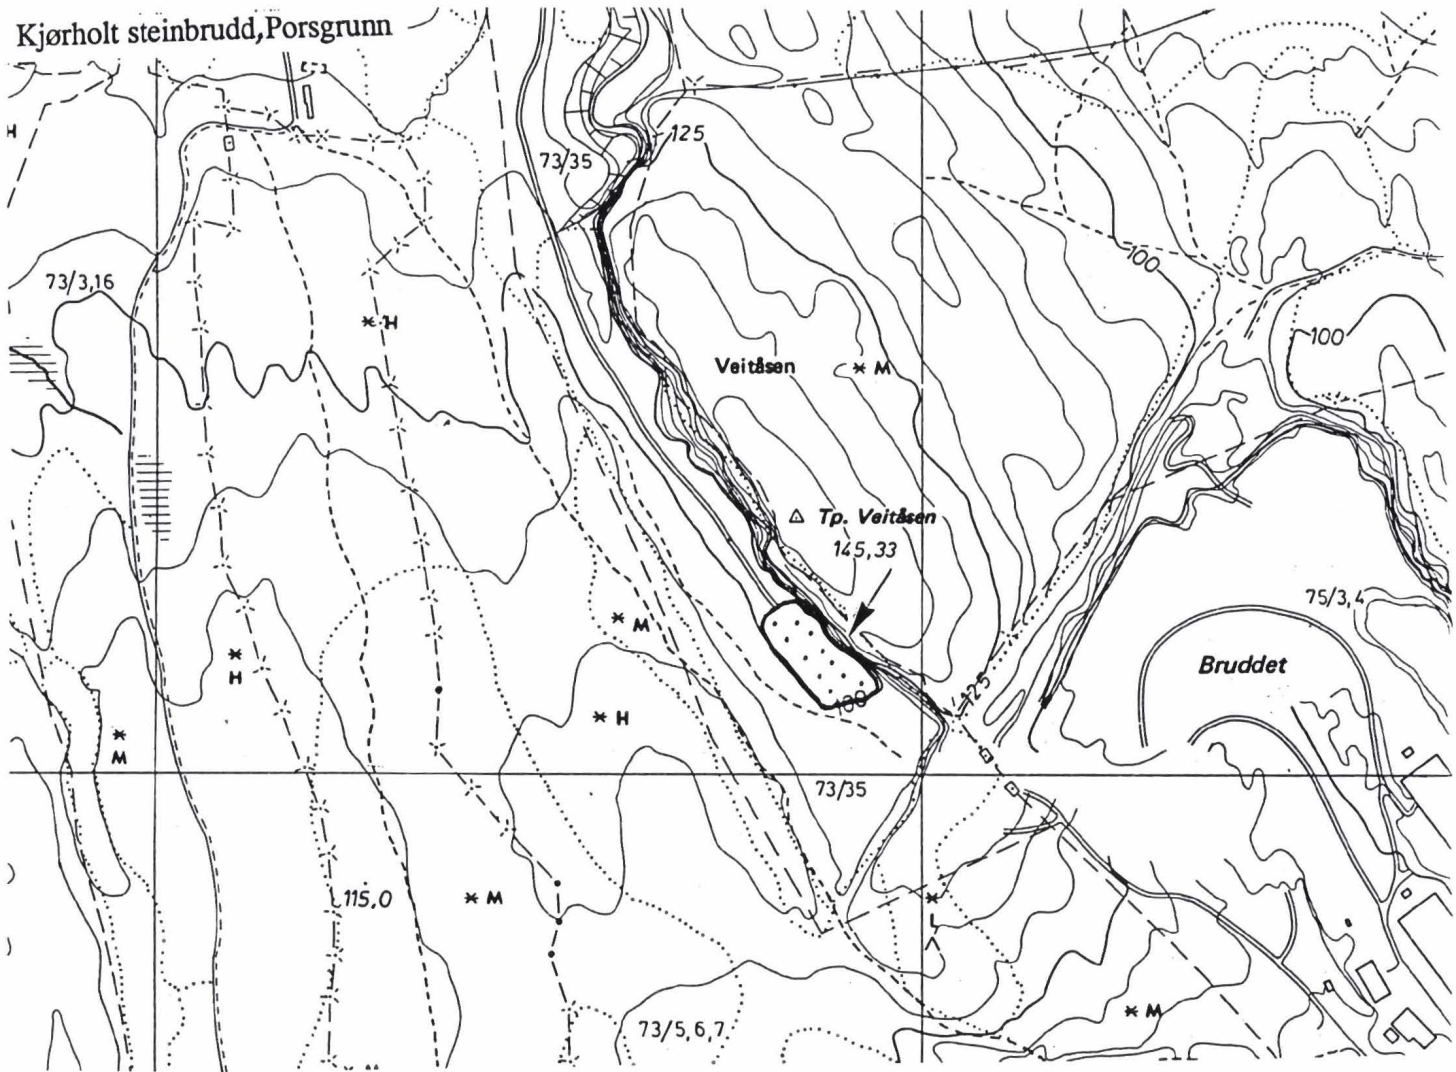 Kjørholt steinbrudd, Porsgrunn
H
125
73/35
100
73/3,16
H
100
Veitåsen
M
Tp. Veitåsen
145,33
75/3,4
M
H
Bruddet
125
100
H
M
73/35
115,0
M
L
M
73/5,6,7